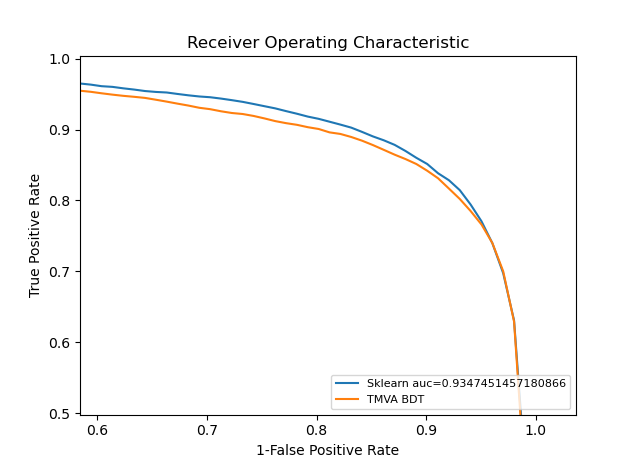 Receiver Operating Characteristic
True Positive Rate
1.0
0.9
0.8
0.7
0.6
0.5
Sklearn auc=0.9347451457180866
TMVA BDT
0.6 0.7 0.8 0.9 1.0
1-False Positive Rate